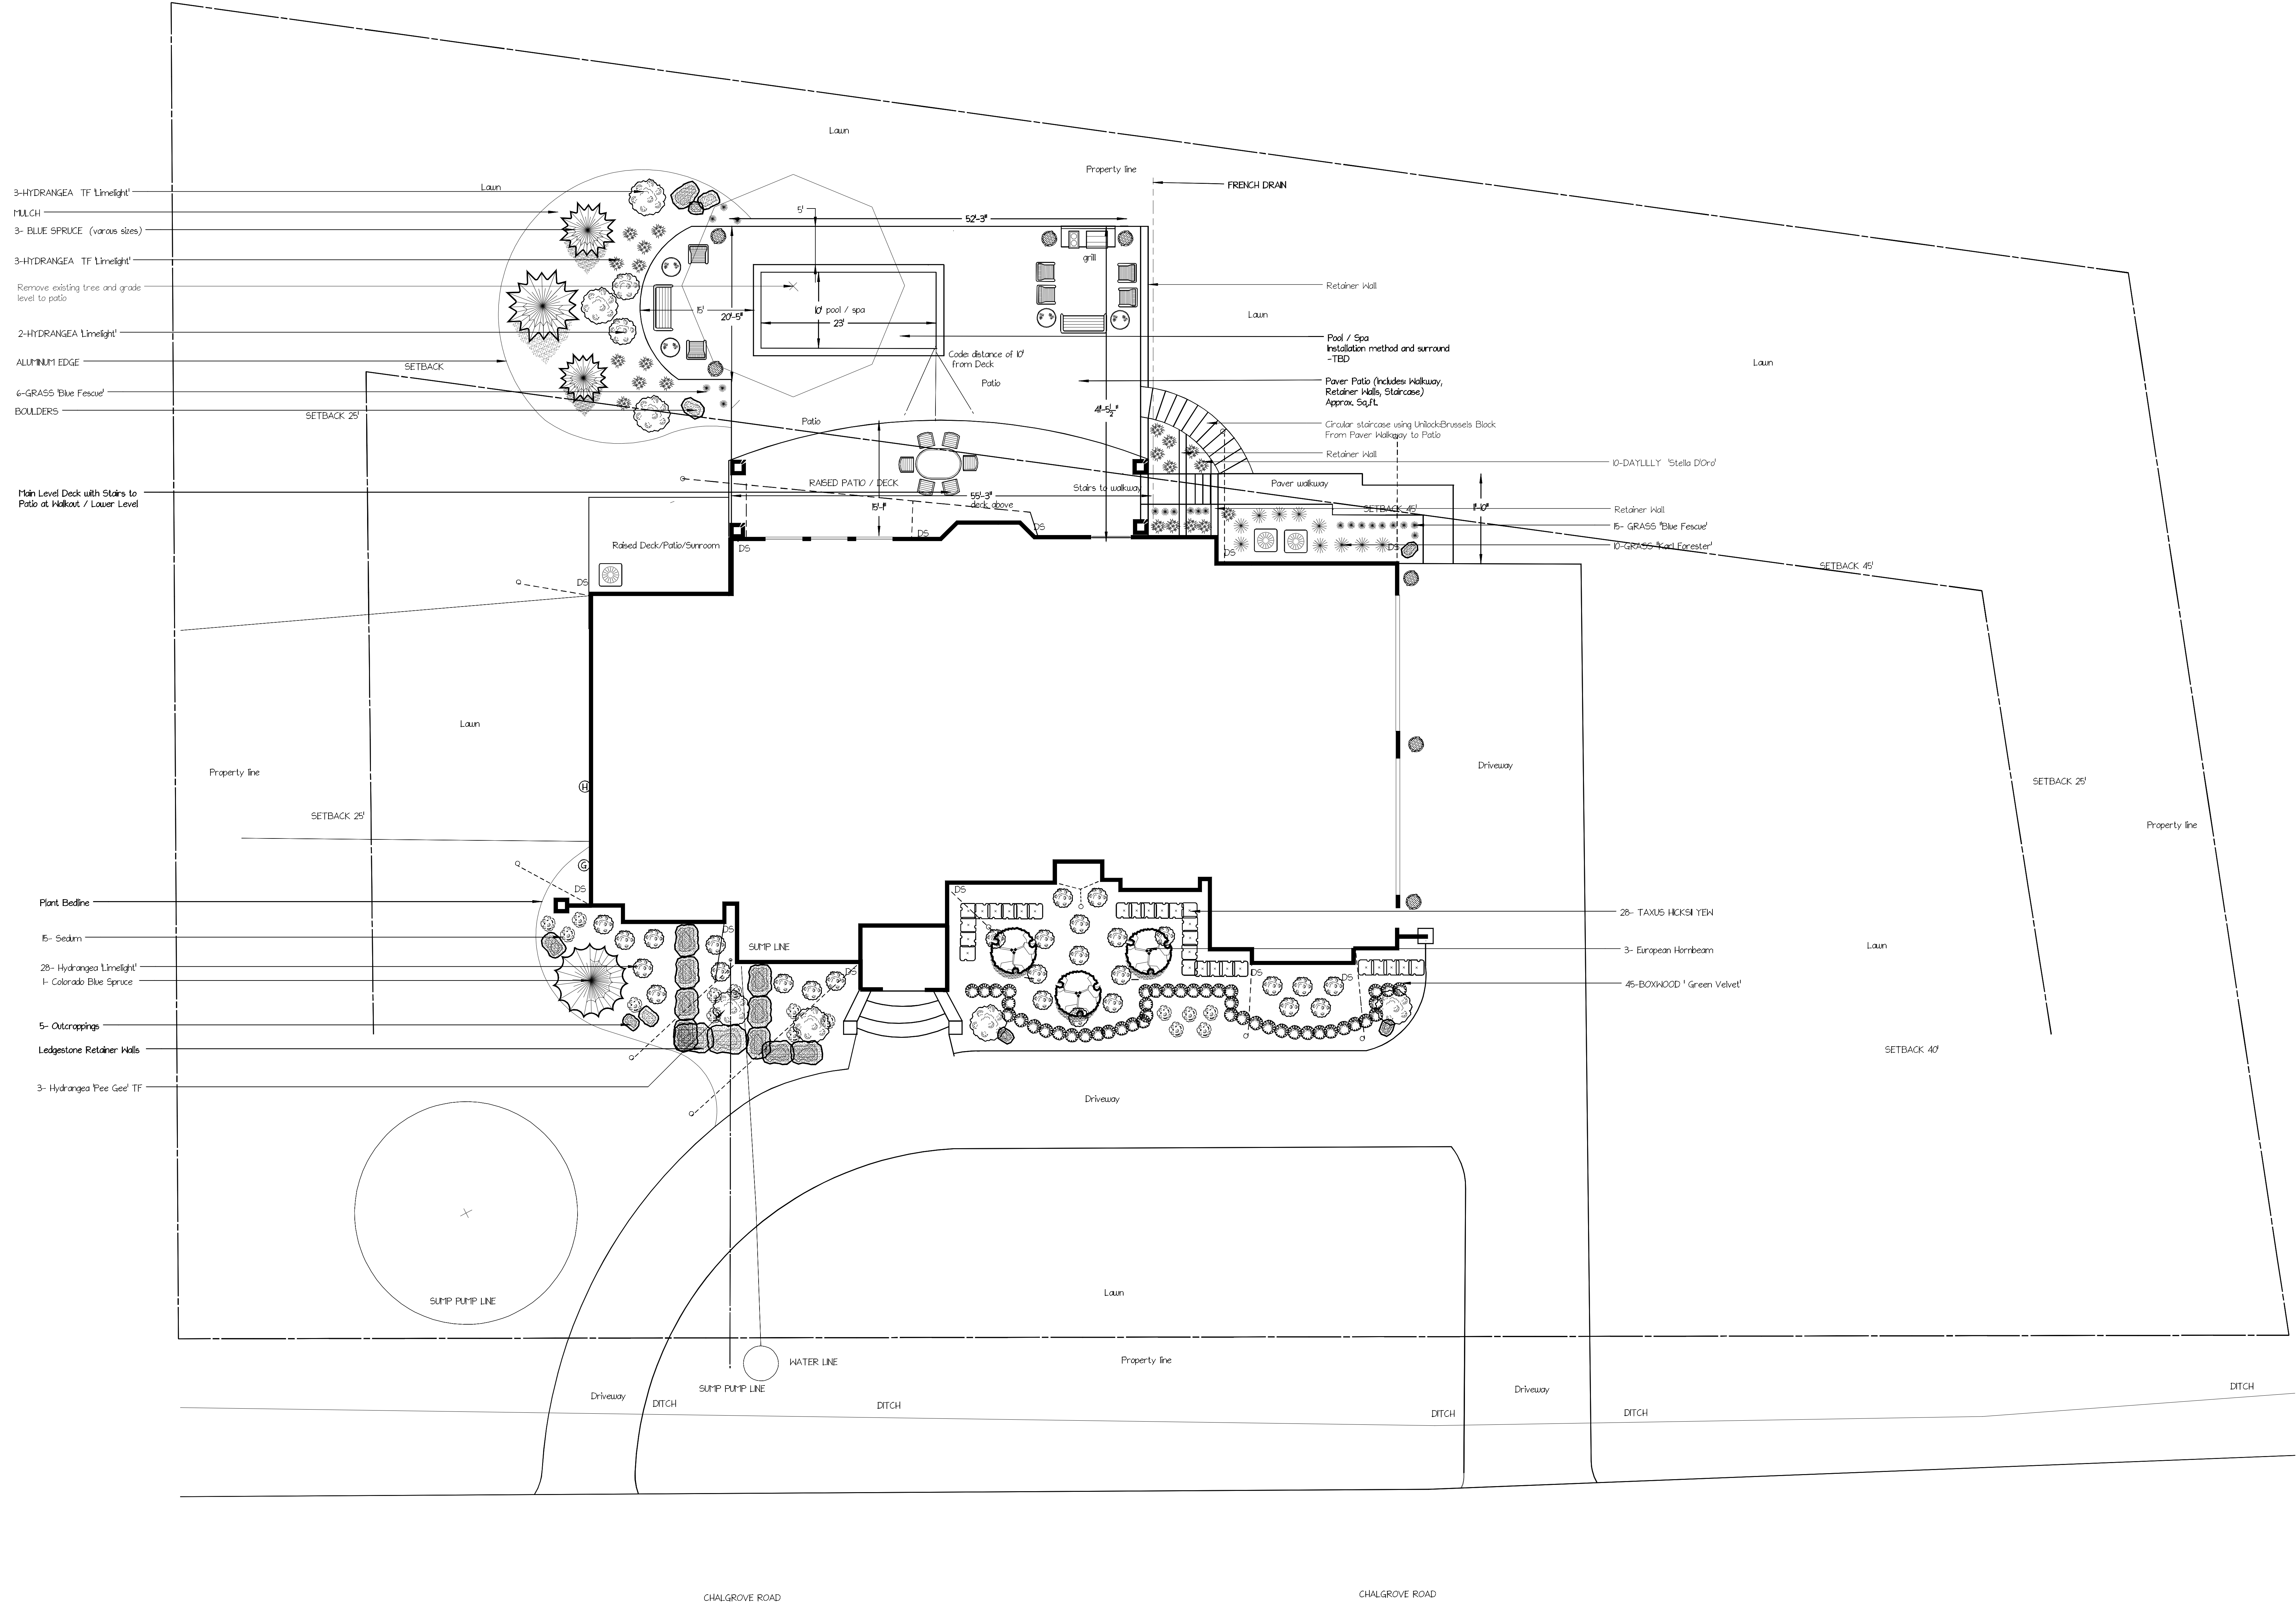 Lawn
Property line
FRENCH DRAIN
3-HYDRANGEA TF 'Limelight'
Lawn
MULCH
5'
52'-3"
3- BLUE SPRUCE (varous sizes)
3-HYDRANGEA TF 'Limelight'
grill
Remove existing tree and grade
level to patio
Retainer Wall
15'
20'-5"
10'
pool / spa
23'
Lawn
2-HYDRANGEA 'Limelight'
Pool / Spa
Installation method and surround
-TBD
Code: distance of 10'
from Deck
ALUMINUM EDGE
SETBACK
Lawn
Patio
Paver Patio (Includes: Walkway,
Retainer Walls, Staircase)
Approx. Sq.ft.
6-GRASS 'Blue Fescue'
BOULDERS
SETBACK 25'
41'-5½"
Patio
Circular staircase using Unilock:Brussels Block
From Paver Walkway to Patio
Retainer Wall
10-DAYLILLY 'Stella D'Oro'
RAISED PATIO / DECK
Stairs to walkway
Paver walkway
Main Level Deck with Stairs to
Patio at Walkout / Lower Level
55'-3"
deck above
15'-1"
SETBACK 45'
11'-10"
Retainer Wall
15- GRASS "Blue Fescue'
DS
DS
DS
DS
DS
Raised Deck/Patio/Sunroom
10-GRASS 'Karl Forester'
SETBACK 45'
DS
Lawn
Property line
Driveway
SETBACK 25'
H
SETBACK 25'
Property line
G
DS
DS
Plant Bedline
28- TAXUS HICKSII YEW
15- Sedum
DS
SUMP LINE
3- European Hornbeam
Lawn
28- Hydrangea 'Limelight'
DS
DS
DS
1- Colorado Blue Spruce
45-BOXWOOD ' Green Velvet'
5- Outcroppings
Ledgestone Retainer Walls
SETBACK 40'
3- Hydrangea 'Pee Gee' TF
Driveway
SUMP PUMP LINE
Lawn
WATER LINE
Property line
SUMP PUMP LINE
Driveway
Driveway
DITCH
DITCH
DITCH
DITCH
DITCH
CHALGROVE ROAD
CHALGROVE ROAD